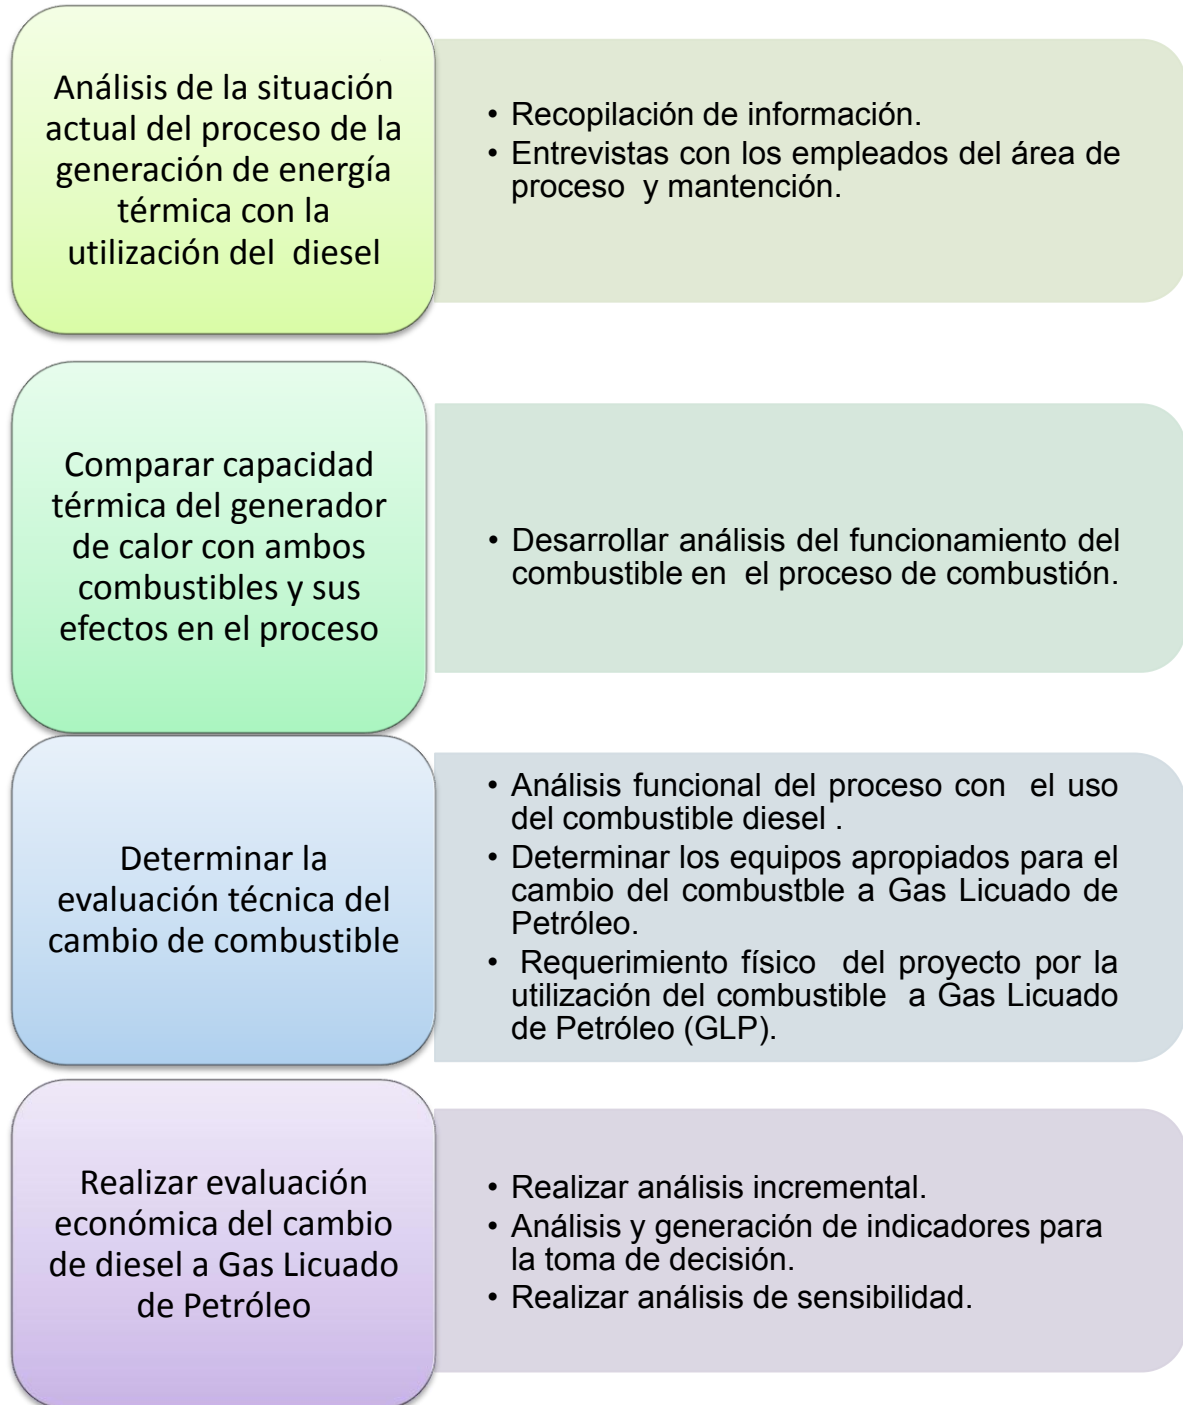 Análisis de la situación
actual del proceso de la
generación de energía
térmica con la
utilización del  diesel
• Recopilación de información.
• Entrevistas con los empleados del área de
proceso  y mantención.
Comparar capacidad
térmica del generador
de calor con ambos
combustibles y sus
efectos en el proceso
• Desarrollar análisis del funcionamiento del
combustible en  el proceso de combustión.
Determinar la
evaluación técnica del
cambio de combustible
• Análisis funcional del proceso con  el uso
del combustible diesel .
• Determinar los equipos apropiados para el
cambio del combustble a Gas Licuado de
Petróleo.
•  Requerimiento físico  del proyecto por la
utilización del combustible  a Gas Licuado
de Petróleo (GLP).
Realizar evaluación
económica del cambio
de diesel a Gas Licuado
de Petróleo
• Realizar análisis incremental.
• Análisis y generación de indicadores para
la toma de decisión.
• Realizar análisis de sensibilidad.